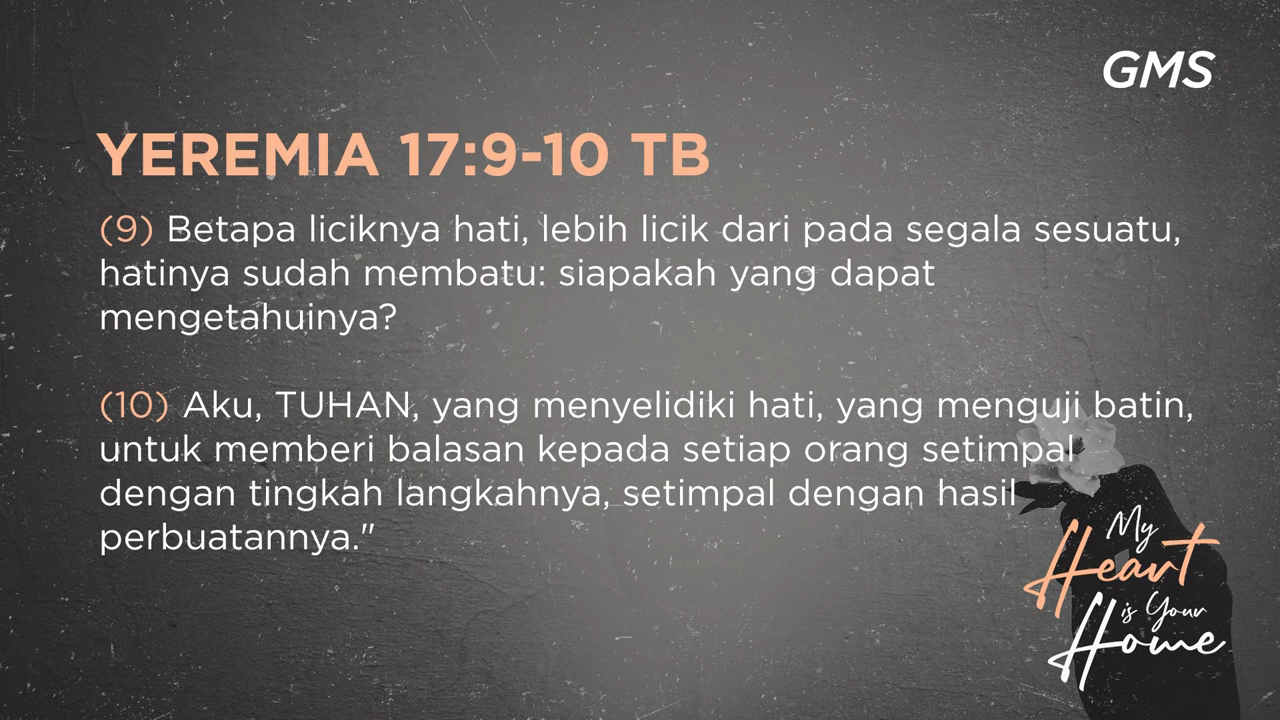 GMS
YEREMIA 17:9-10 TB
(9) Betapa liciknya hati, lebih licik dari pada segala sesuatu,
hatinya sudah membatu: siapakah yang dapat
mengetahuinya?
(10) Aku, TUHAN, yang menyelidiki hati, yang menguji batin,
untuk memberi balasan kepada setiap orang setimpal
dengan tingkah langkahnya, setimpal dengan hasil
perbuatannya."
My
Heart
is Your
Home